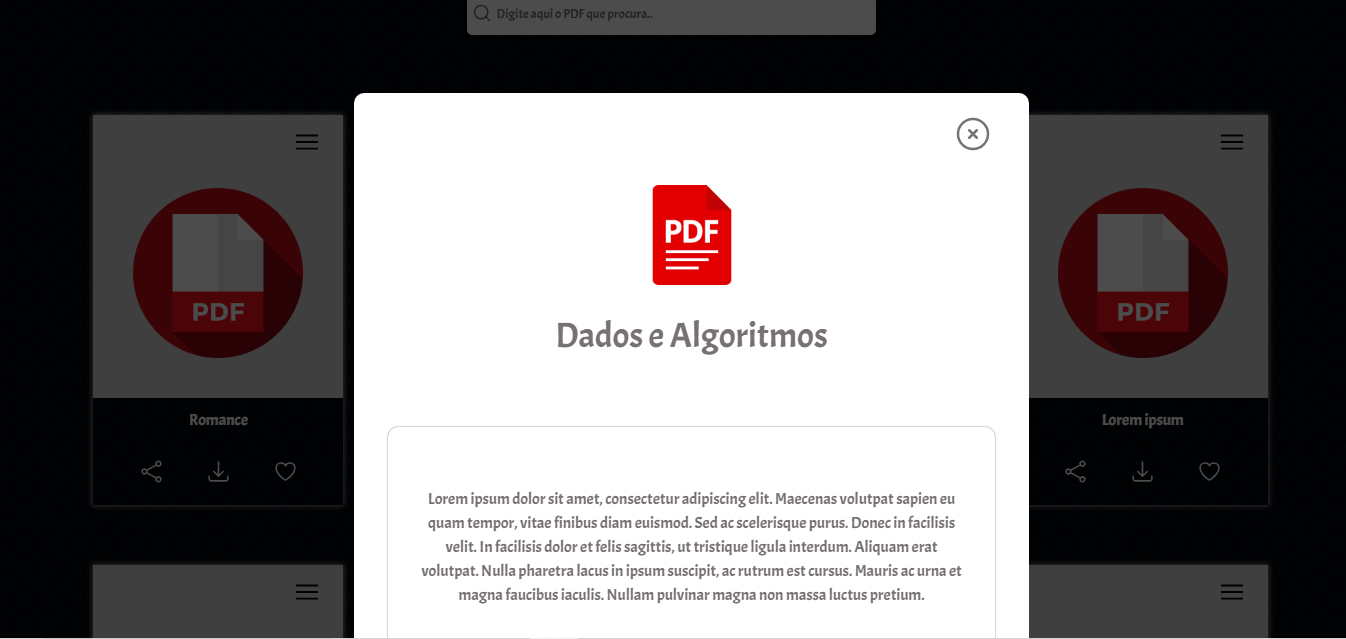 Digite aqui o PDF que procura..
PDF
Dados e Algoritmos
PDF
Romance
PDF
Lorem ipsum
Lorem ipsum dolor sit amet, consectetur adipiscing elit. Maecenas volutpat sapien eu
quam tempor, vitae finibus diam euismod. Sed ac scelerisque purus. Donec in facilisis
velit. In facilisis dolor et felis sagittis, ut tristique ligula interdum. Aliquam erat
volutpat. Nulla pharetra lacus in ipsum suscipit, ac rutrum est cursus. Mauris ac urna et
magna faucibus iaculis. Nullam pulvinar magna non massa luctus pretium.